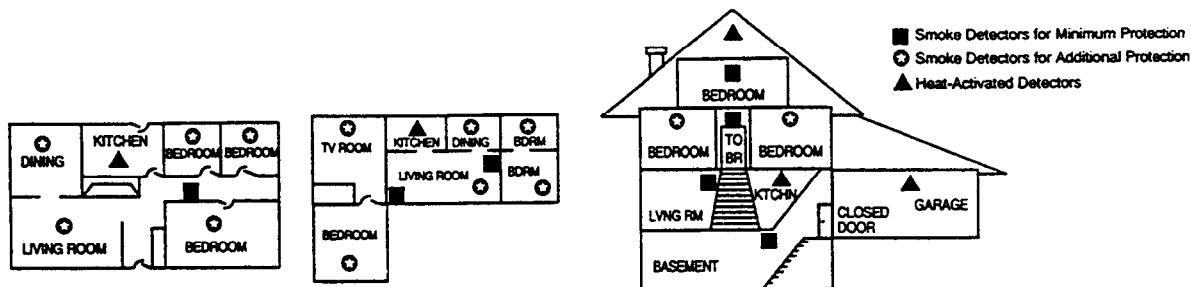 Smoke Detectors for Minimum Protection
Smoke Detectors for Additional Protection
Heat-Activated Detectors
DINING
KITCHEN
BEDROOM
BEDROOM
LIVING ROOM
BEDROOM
TV ROOM
KITCHEN
DINING
BDRM
LIVING ROOM
BDRM
BEDROOM
BEDROOM
BEDROOM
TO
BR
BEDROOM
LVNG RM
KTCHN
CLOSED
DOOR
GARAGE
BASEMENT